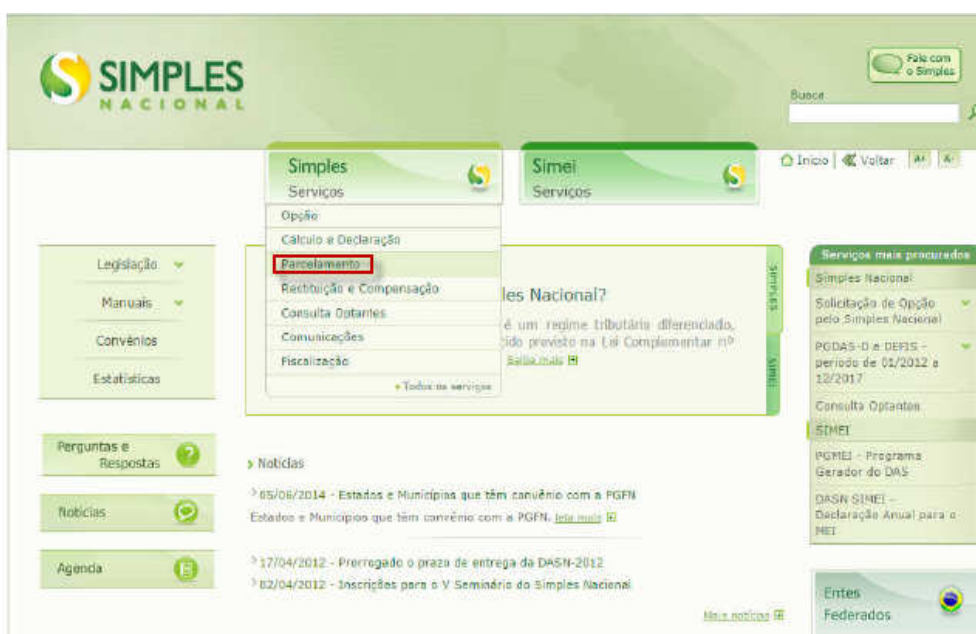 SIMPLES
NACIONAL
Fale com
o Simples
Busca
Simples
Serviços
Simei
Serviços
Início
Voltar
A+
A-
Opção
Cálculo e Declaração
Parcelamento
Restituição e Compensação
Consulta Optantes
Comunicações
Fiscalização
Todos os serviços
Legislação
Manuais
Convênios
Estatísticas
les Nacional?
é um regime tributário diferenciado,
ido previsto na Lei Complementar nº
Saiba mais
SIMPLES
SIMEI
Serviços mais procurados
Simples Nacional
Solicitação de Opção
pelo Simples Nacional
PGDAS-D e DEFIS -
período de 01/2012 a
12/2017
Consulta Optantes
SIMEI
PGMEI - Programa
Gerador do DAS
DASN SIMEI -
Declaração Anual para o
MEI
Perguntas e
Respostas
Notícias
Agenda
Notícias
05/06/2014 - Estados e Municípios que têm convênio com a PGFN
Estados e Municípios que têm convênio com a PGFN. leia mais
17/04/2012 - Prorrogado o prazo de entrega da DASN-2012
02/04/2012 - Inscrições para o V Seminário do Simples Nacional
Mais notícias
Entes
Federados